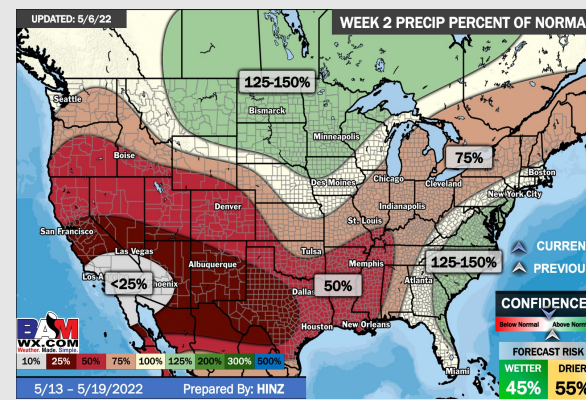 UPDATED: 5/6/22
WEEK 2 PRECIP PERCENT OF NORMA
125-150%
Seattle
Bismarck
Minneapolis
75%
Boise
Boston
Des Moines
Chicago
Cleveland
New York City
Denver
Indianapolis
St. Louis
San Francisco
CURREN
Las Vegas
Tulsa
Memphis
125-150%
Albuquerque
PREVIOU
Los A
hoenix
<25%
Dalla
50%
Atlanta
CONFIDENCE
Houston
New Orleans
Below Normal
Above Norm
BAM
WX.COM
Weather. Made. Simple.
FORECAST RISK
10% 25% 50% 75% 100% 125% 200% 300% 500%
WETTER
DRIER
Miami
5/13 – 5/19/2022
Prepared By: HINZ
45%
55%